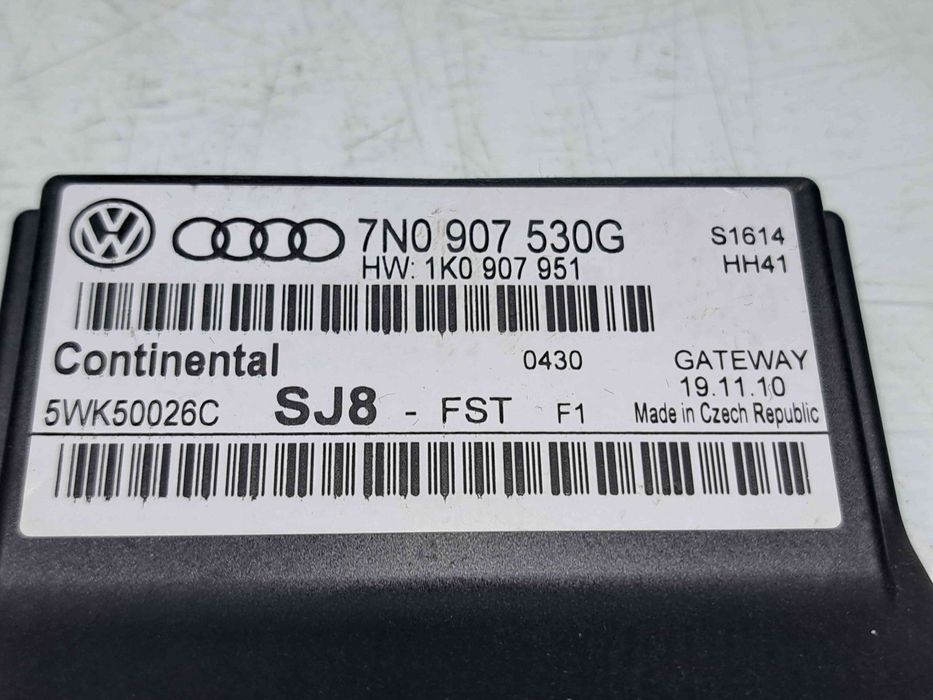 7N0 907 530G S1614
HW: 1K0 907 951 HH41
Continental 0430 GATEWAY
19.11.10
5WK50026C SJ8 - FST F1 Made in Czech Republic